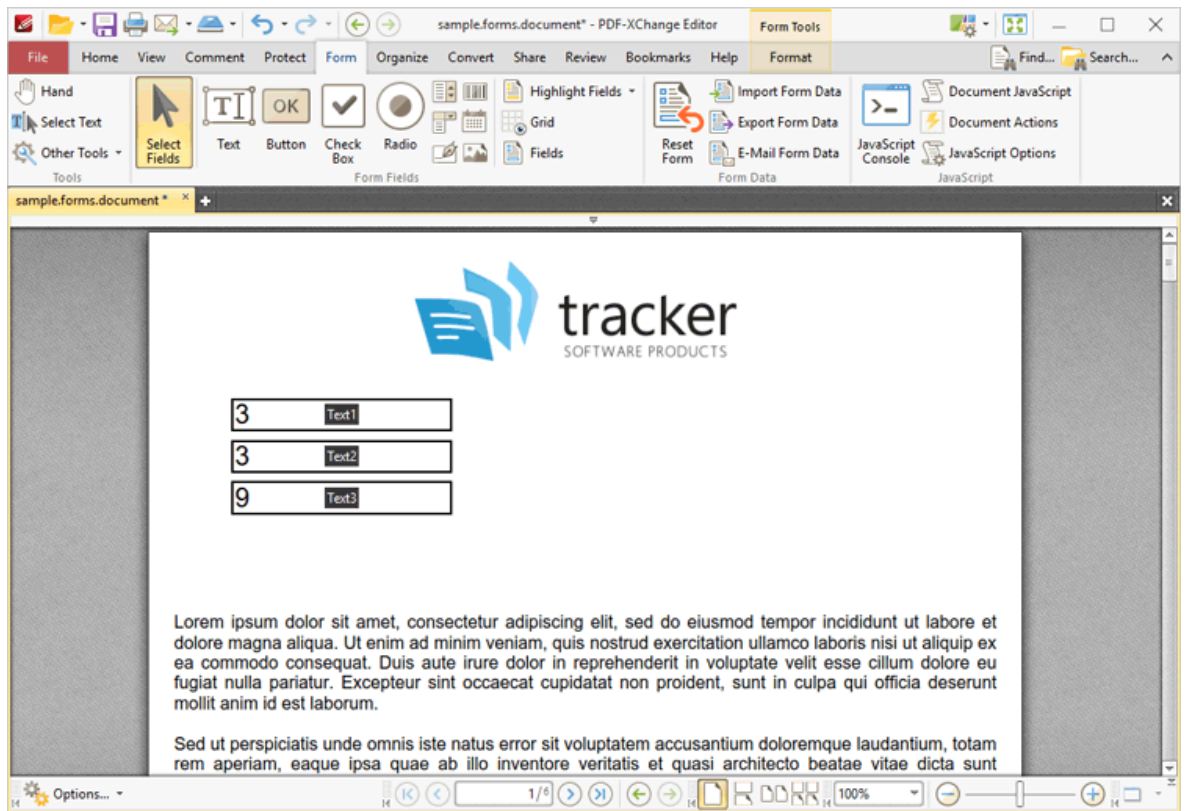 sample.forms.document* - PDF-XChange Editor
Form Tools
File Home View Comment Protect Form Organize Convert Share Review Bookmarks Help Format Find... Search...
Hand
Select Text
Other Tools
Tools
Select Fields
Text
OK
Button
Check Box
Radio
Highlight Fields
Grid
Fields
Form Fields
Reset Form
Import Form Data
Export Form Data
E-Mail Form Data
Form Data
JavaScript Console
Document JavaScript
Document Actions
JavaScript Options
JavaScript
sample.forms.document *
tracker
SOFTWARE PRODUCTS
3 Text1
3 Text2
9 Text3
Lorem ipsum dolor sit amet, consectetur adipiscing elit, sed do eiusmod tempor incididunt ut labore et
dolore magna aliqua. Ut enim ad minim veniam, quis nostrud exercitation ullamco laboris nisi ut aliquip ex
ea commodo consequat. Duis aute irure dolor in reprehenderit in voluptate velit esse cillum dolore eu
fugiat nulla pariatur. Excepteur sint occaecat cupidatat non proident, sunt in culpa qui officia deserunt
mollit anim id est laborum.
Sed ut perspiciatis unde omnis iste natus error sit voluptatem accusantium doloremque laudantium, totam
rem aperiam, eaque ipsa quae ab illo inventore veritatis et quasi architecto beatae vitae dicta sunt
Options... 1/6 100%